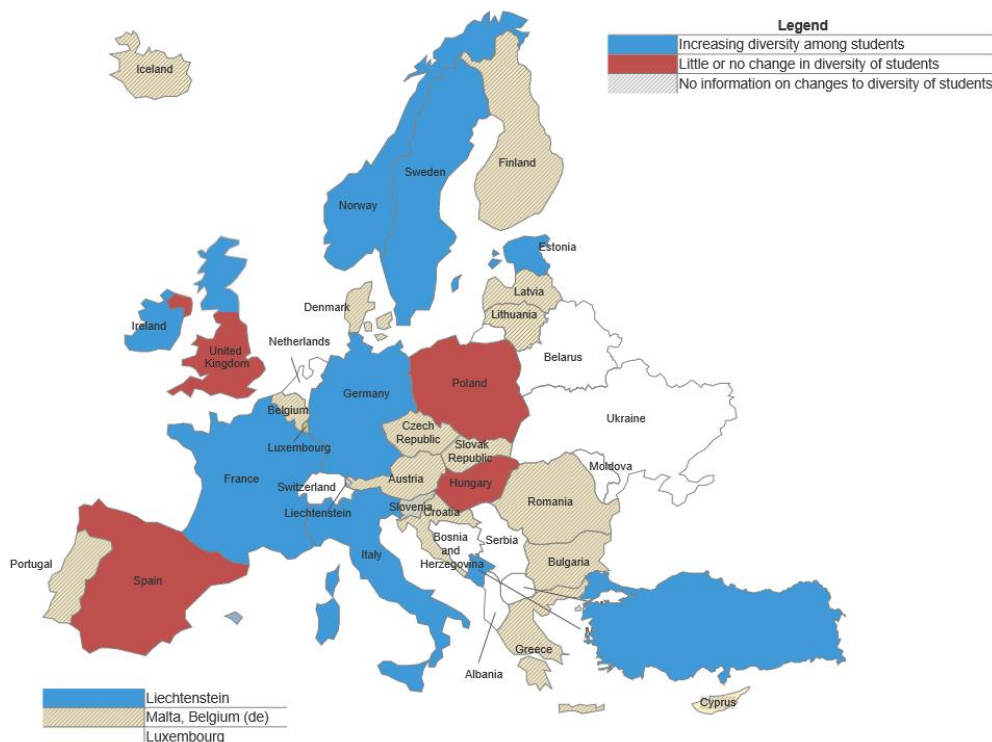 Legend
Increasing diversity among students
Little or no change in diversity of students
No information on changes to diversity of students
Iceland
Finland
Sweden
Norway
Estonia
Latvia
Denmark
Lithuania
Ireland
Netherlands
United
Kingdom
Belarus
Poland
Germany
Belgium
Ukraine
Czech
Republic
Luxembourg
Slovak
Republic
Moldova
France
Austria
Hungary
Switzerland
Romania
Liechtenstein
Slovenia
Croatia
Bosnia
and
Herzegovina
Serbia
Italy
Portugal
Bulgaria
Spain
Greece
Albania
Cyprus
Liechtenstein
Malta, Belgium (de)
Luxembourg